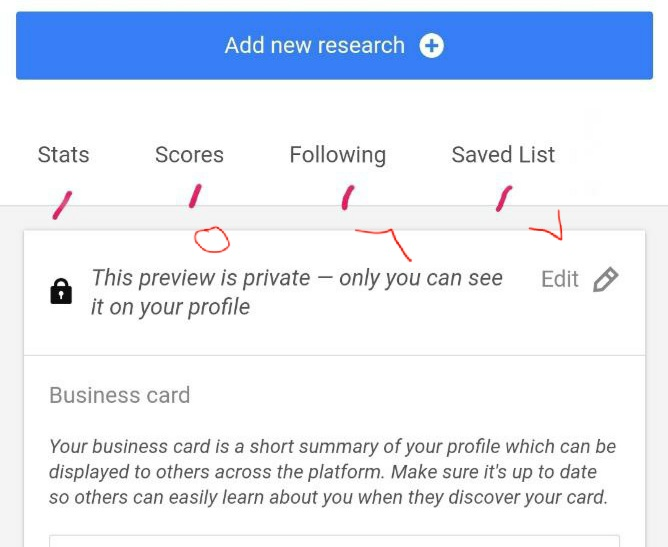 Add new research
Stats Scores Following Saved List
This preview is private — only you can see
it on your profile
Edit
Business card
Your business card is a short summary of your profile which can be
displayed to others across the platform. Make sure it's up to date
so others can easily learn about you when they discover your card.